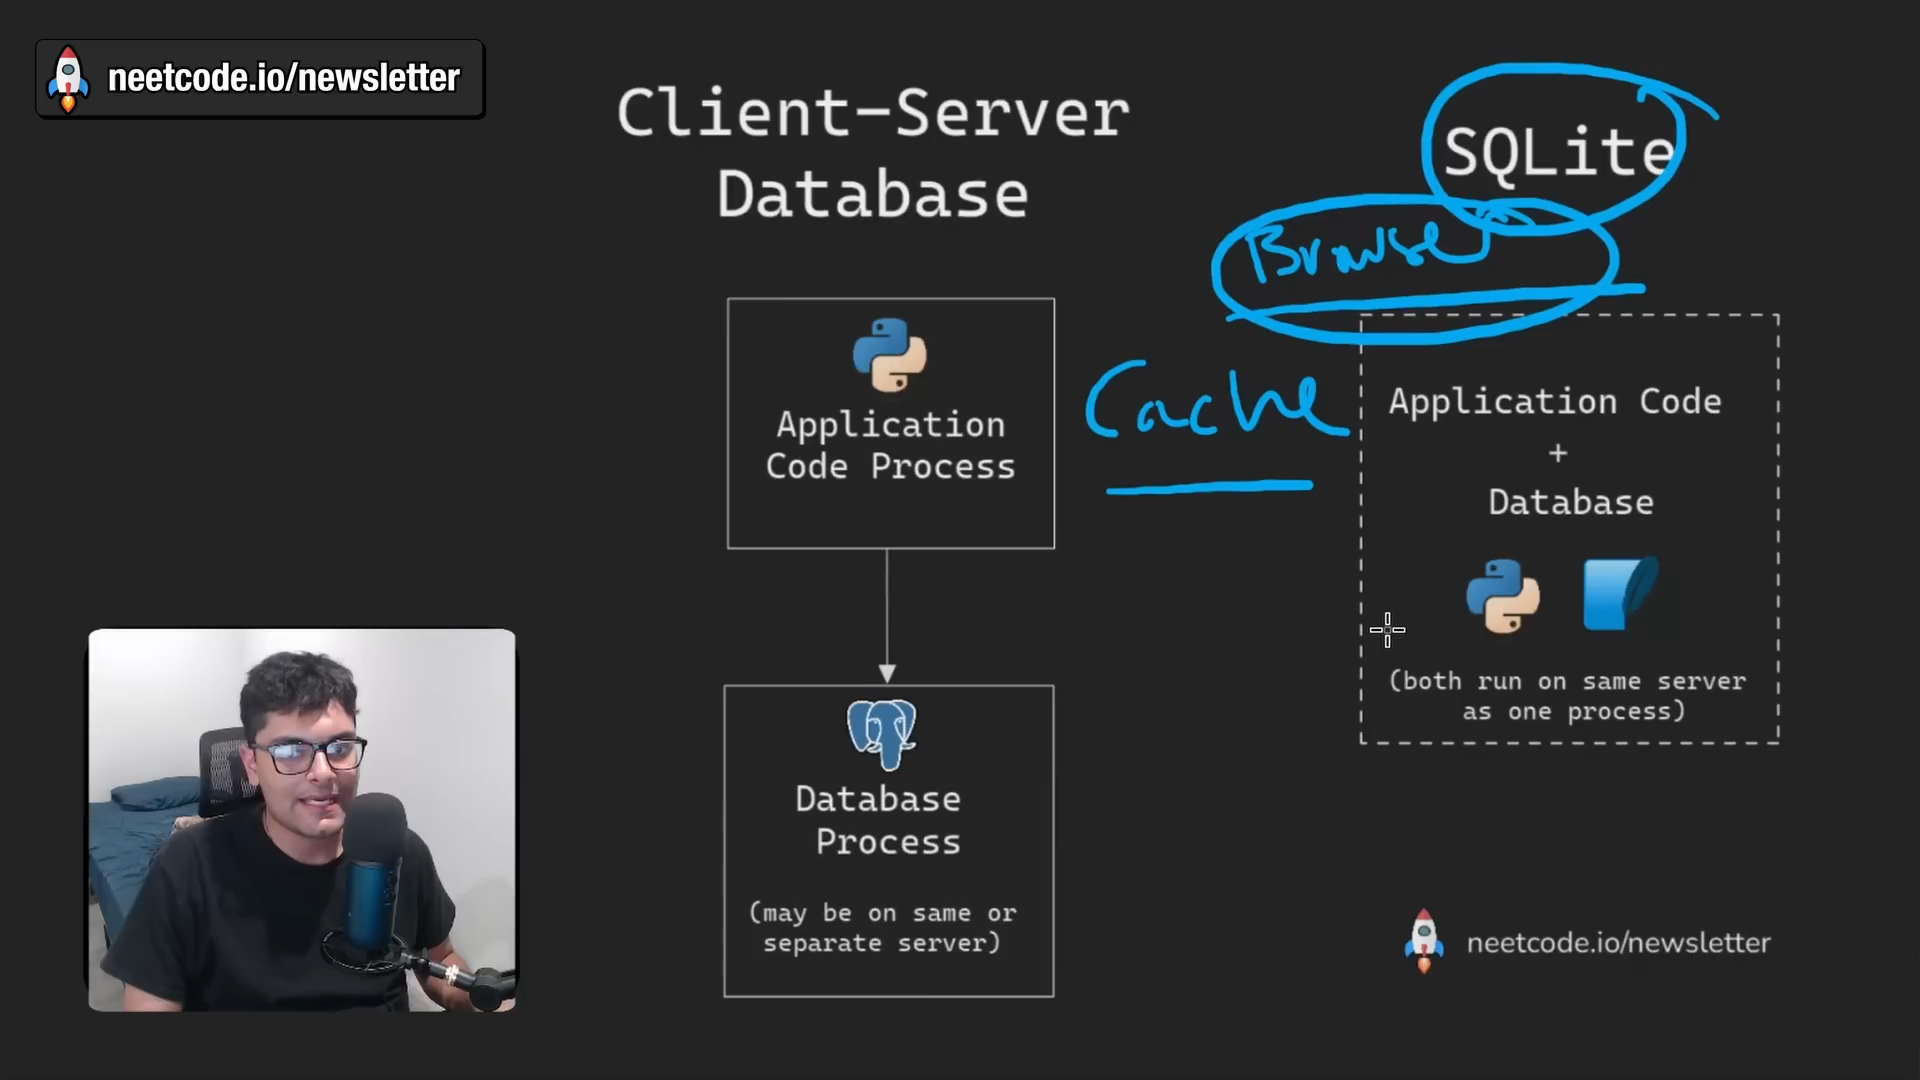 neetcode.io/newsletter
Client-Server
Database
SQLite
Browser
Application
Code Process
Cache
Application Code
+
Database
(both run on same server
as one process)
Database
Process
(may be on same or
separate server)
neetcode.io/newsletter